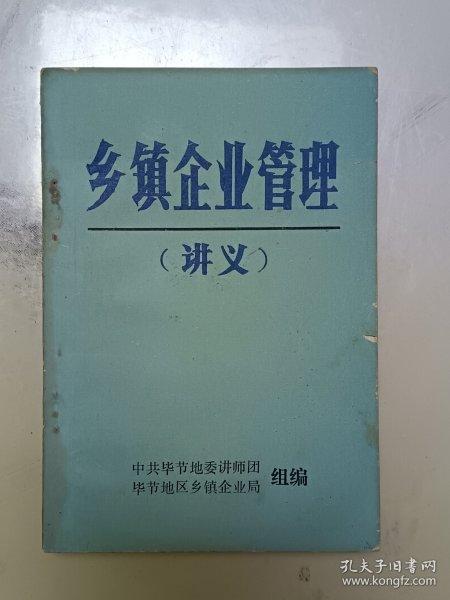 乡镇企业管理
（讲义）
中共毕节地委讲师团
毕节地区乡镇企业局
组编
孔夫子旧书网
www.kongfz.com